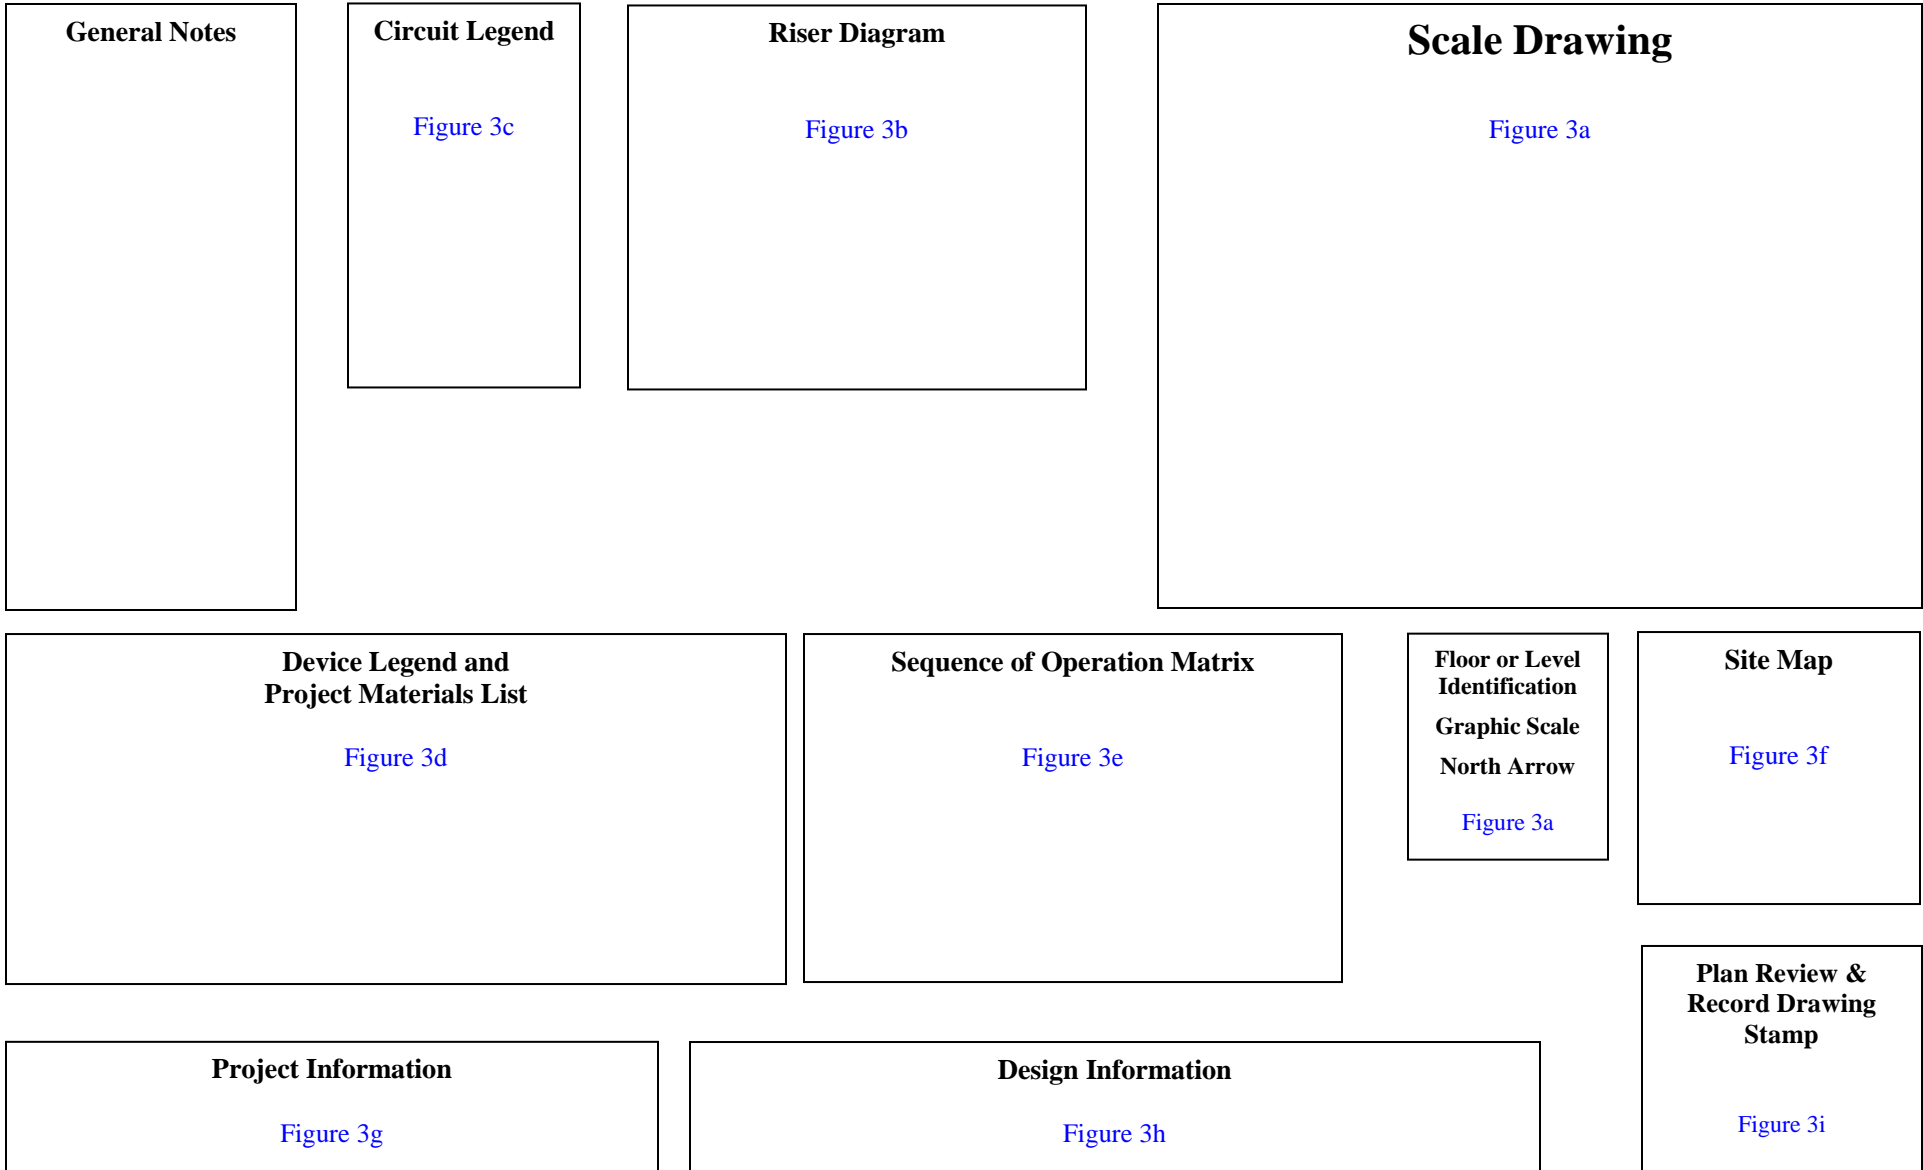 General Notes
Circuit Legend
Figure 3c
Riser Diagram
Figure 3b
Scale Drawing
Figure 3a
Device Legend and
Project Materials List
Figure 3d
Sequence of Operation Matrix
Figure 3e
Floor or Level
Identification
Graphic Scale
North Arrow
Figure 3a
Site Map
Figure 3f
Plan Review &
Record Drawing
Stamp
Figure 3i
Project Information
Figure 3g
Design Information
Figure 3h